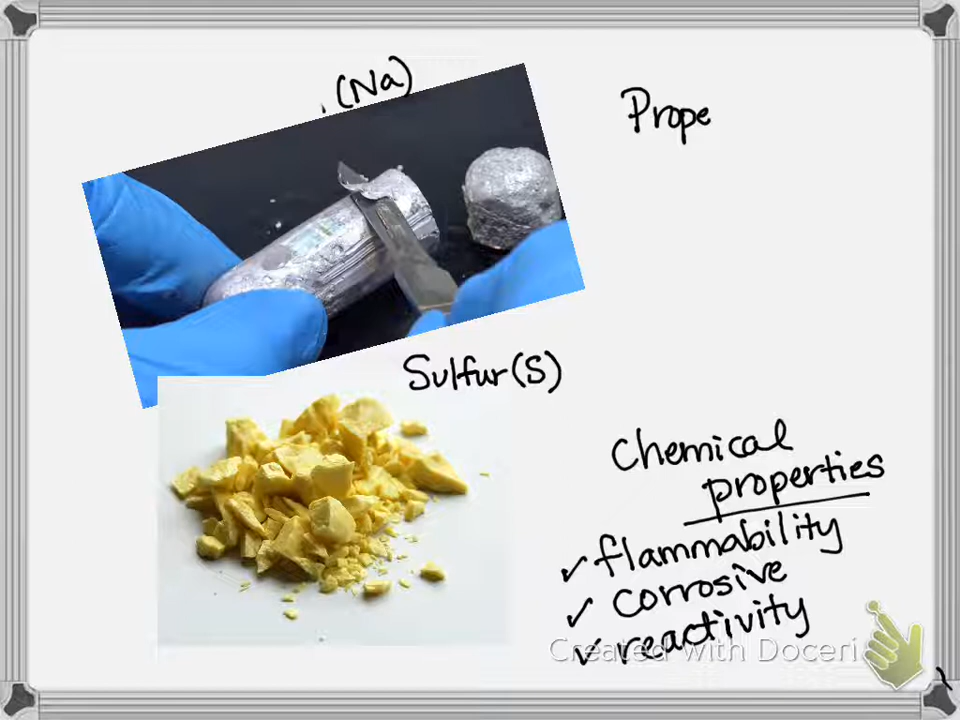 (Na)
Prope
Sulfur (S)
Chemical
properties
✓ flammability
✓ corrosive
✓ reactivity
Created with Doceri